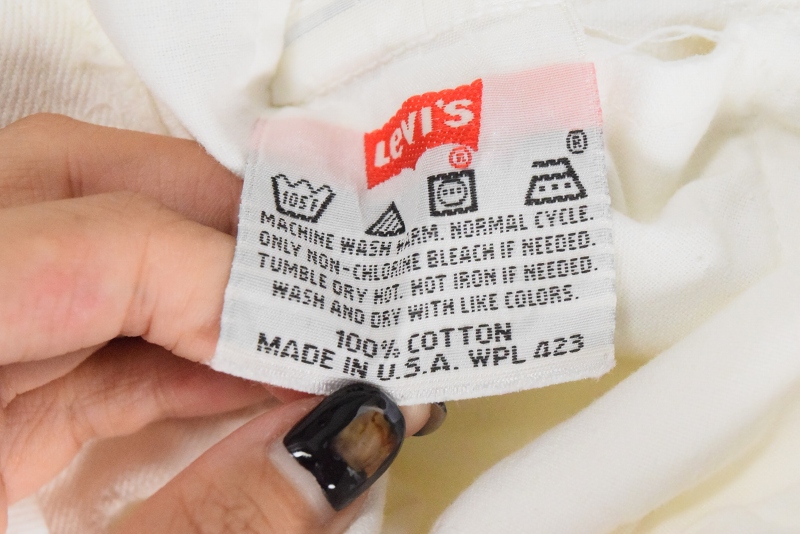 LEVI'S
®
®
105F
MACHINE WASH WARM. NORMAL CYCLE.
ONLY NON-CHLORINE BLEACH IF NEEDED.
TUMBLE DRY HOT. HOT IRON IF NEEDED.
WASH AND DRY WITH LIKE COLORS.
100% COTTON
MADE IN U.S.A. WPL 423